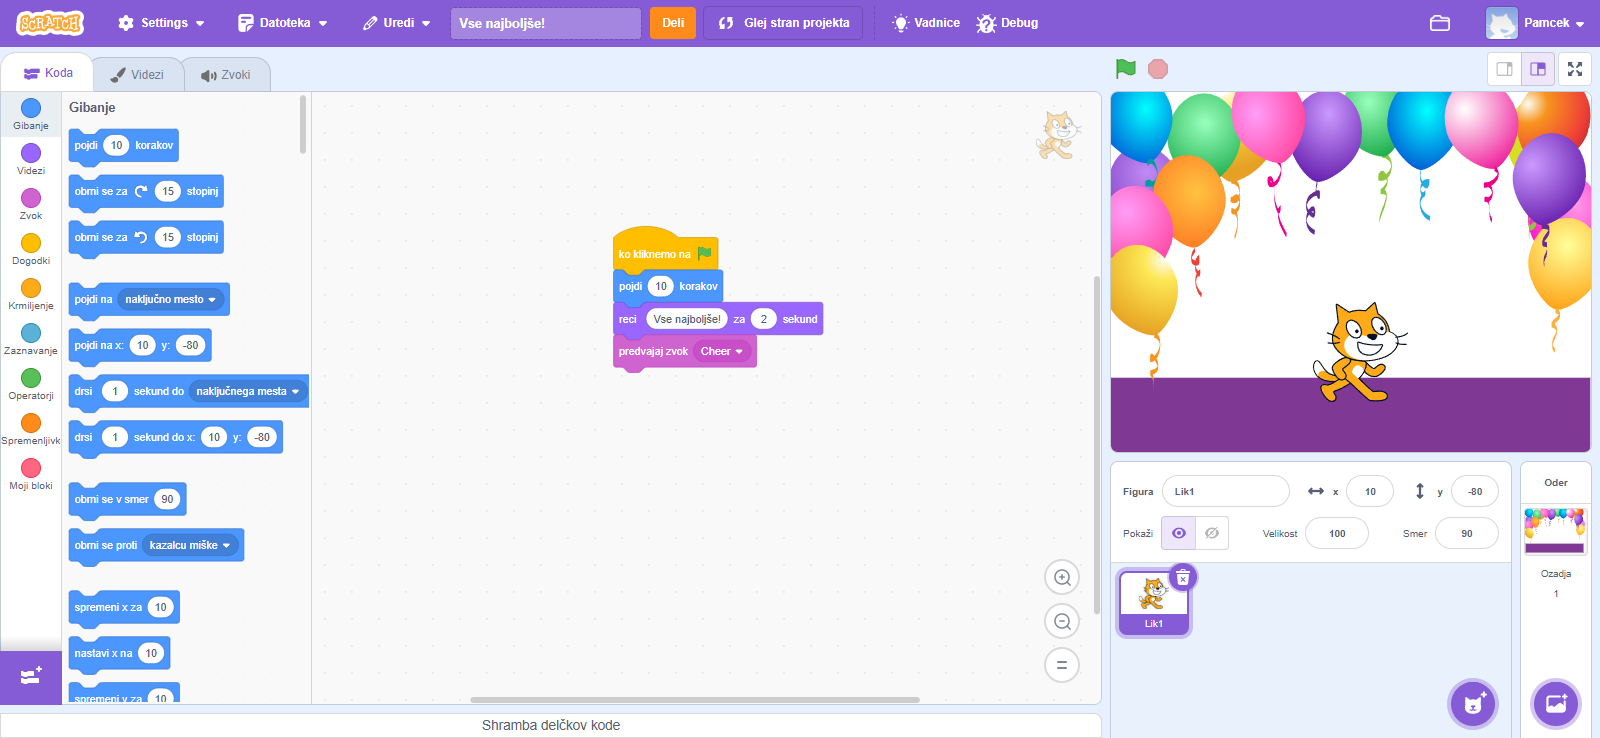 SCRATCH
Settings
Datoteka
Uredi
Vse najboljše!
Deli
Glej stran projekta
Vadnice
Debug
Pamcek
Koda
Videzi
Zvoki
Gibanje
Videzi
Zvok
Dogodki
Krmiljenje
Zaznavanje
Operatorji
Spremenljivk
Moji bloki
Gibanje
pojdi 10 korakov
obrni se za 15 stopinj
obrni se za 15 stopinj
pojdi na naključno mesto
pojdi na x: 10 y: -80
drsi 1 sekund do naključnega mesta
drsi 1 sekund do x: 10 y: -80
obrni se v smer 90
obrni se proti kazalcu miške
spremeni x za 10
nastavi x na 10
spremeni y za 10
ko kliknemo na
pojdi 10 korakov
reci Vse najboljše! za 2 sekund
predvajaj zvok Cheer
Shramba delčkov kode
Figura Lik1 x 10 y -80
Pokaži Velikost 100 Smer 90
Lik1
Oder
Ozadja
1